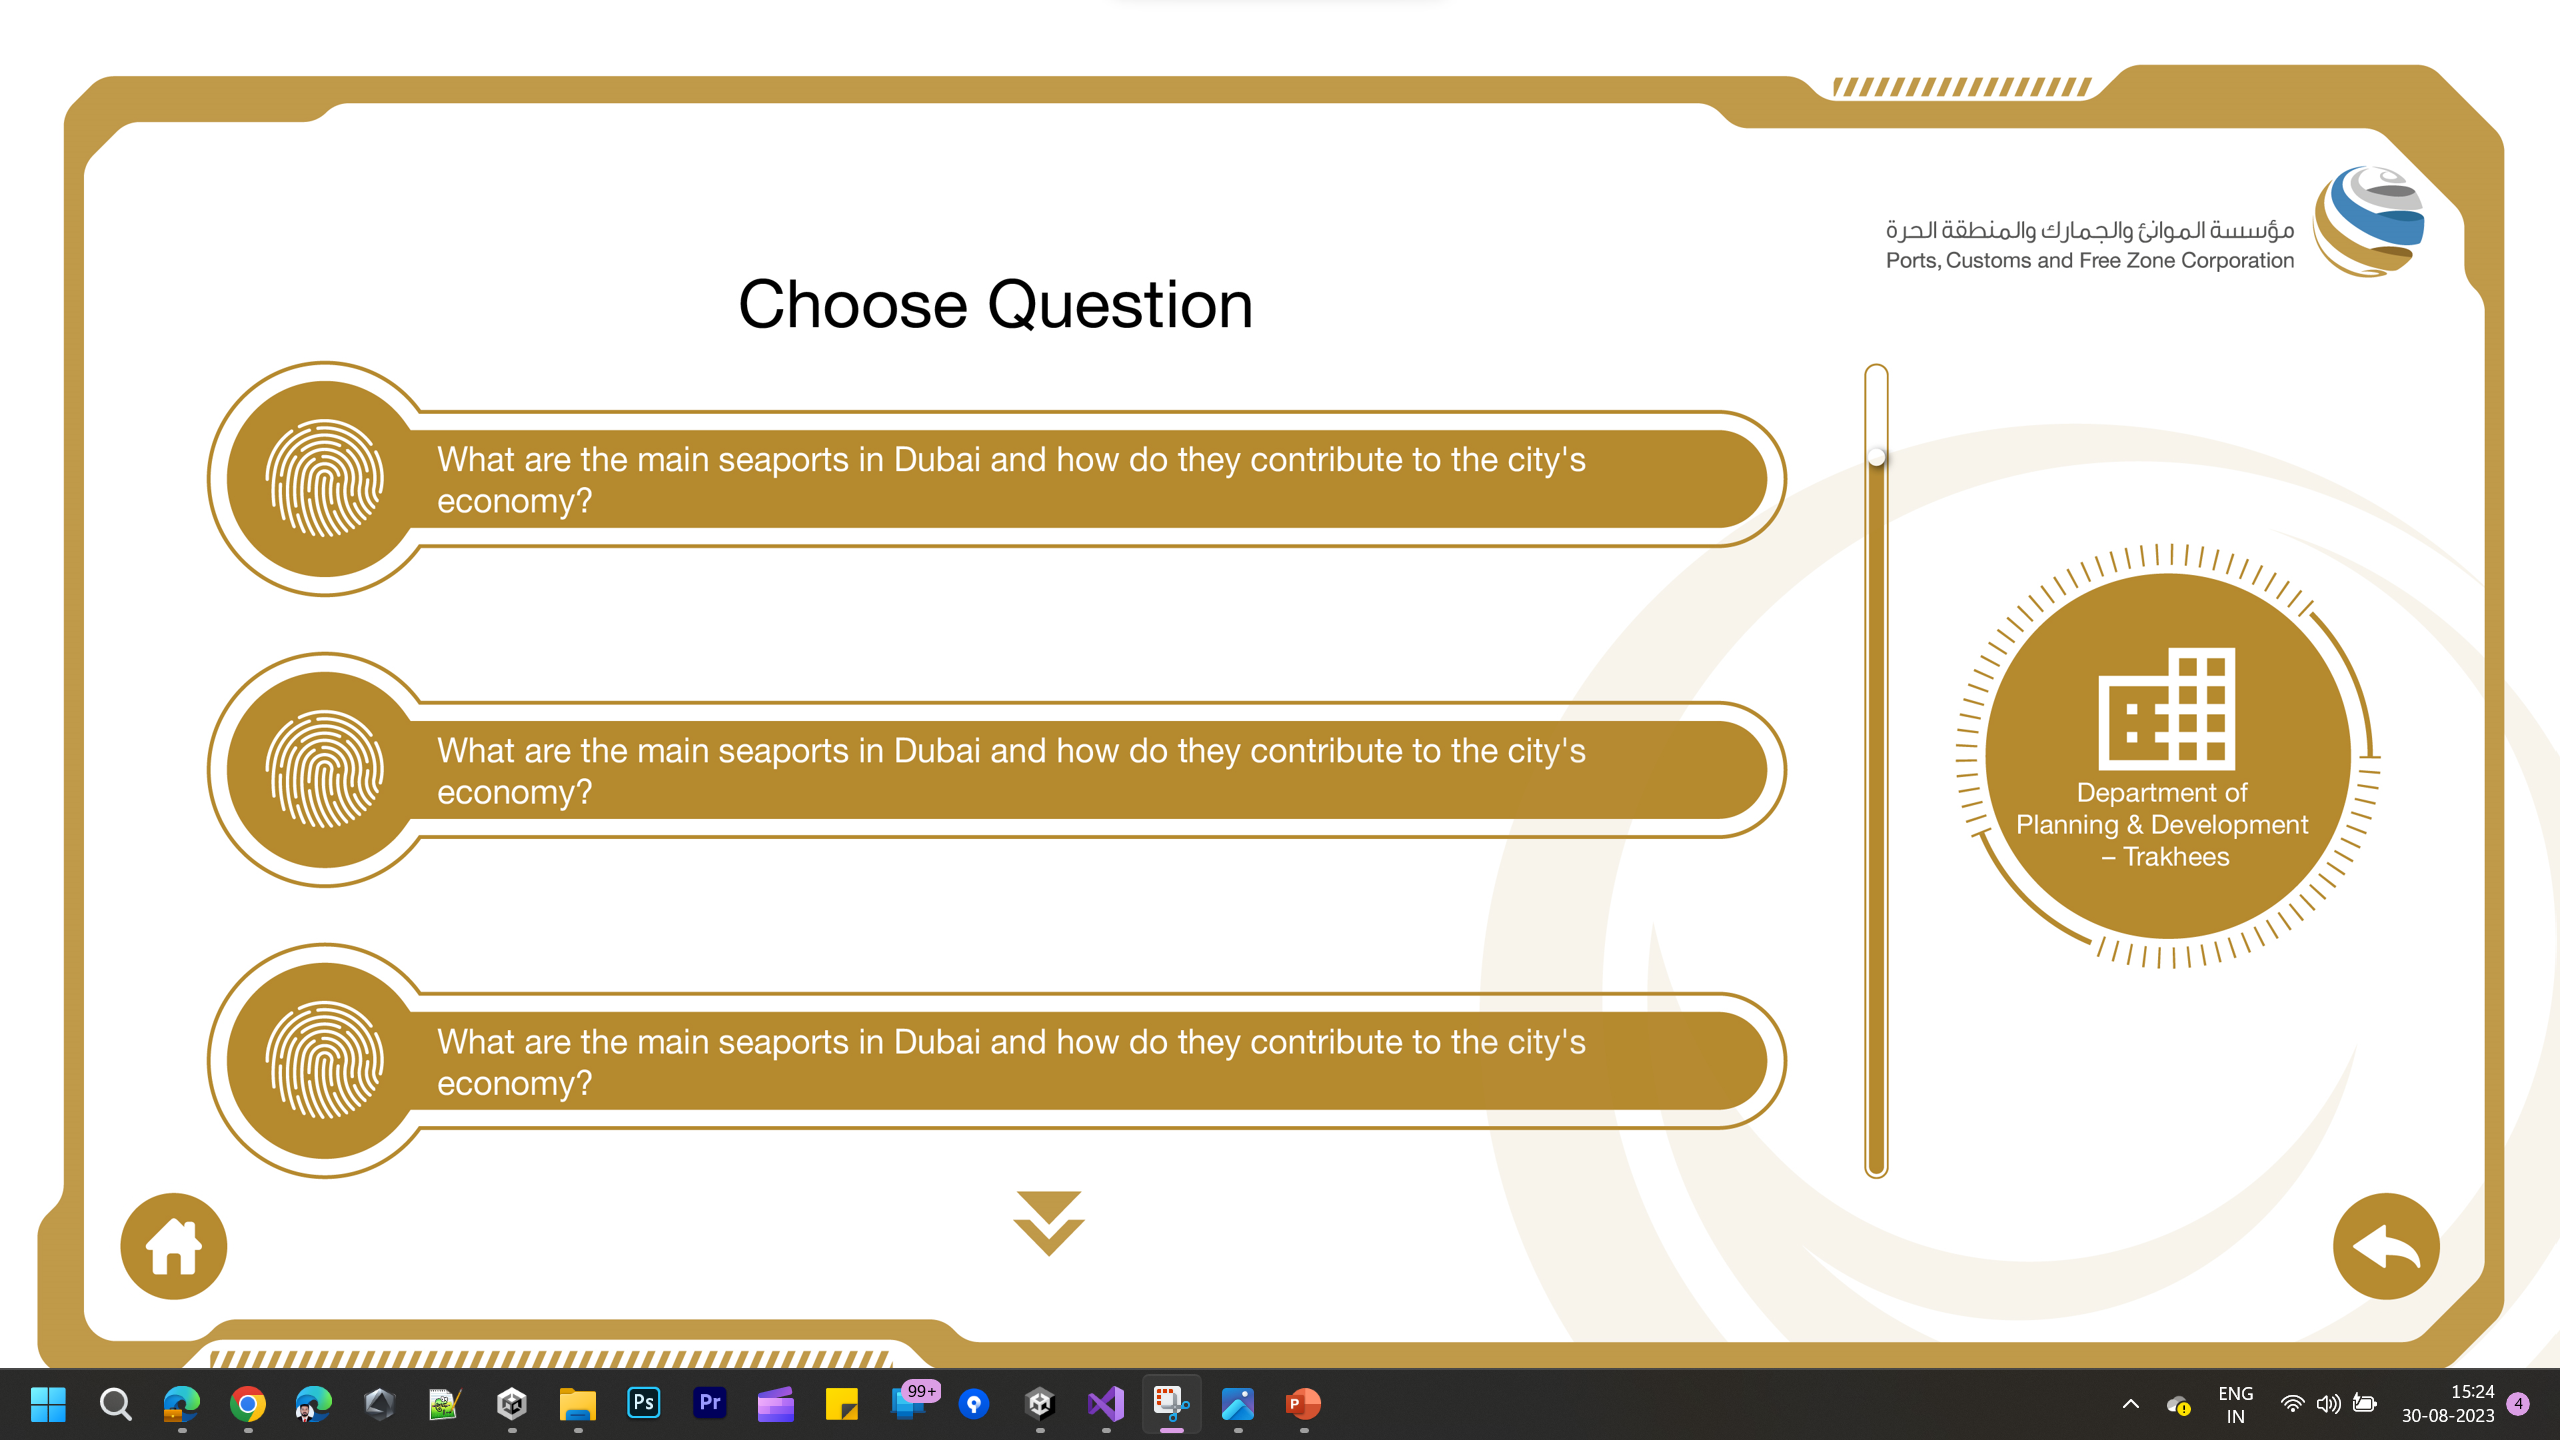 مؤسسة الموانئ والجمارك والمنطقة الحرة
Ports, Customs and Free Zone Corporation
Choose Question
What are the main seaports in Dubai and how do they contribute to the city's
economy?
What are the main seaports in Dubai and how do they contribute to the city's
economy?
What are the main seaports in Dubai and how do they contribute to the city's
economy?
Department of
Planning & Development
– Trakhees
Ps
Pr
99+
P
ENG
IN
15:24
30-08-2023
4